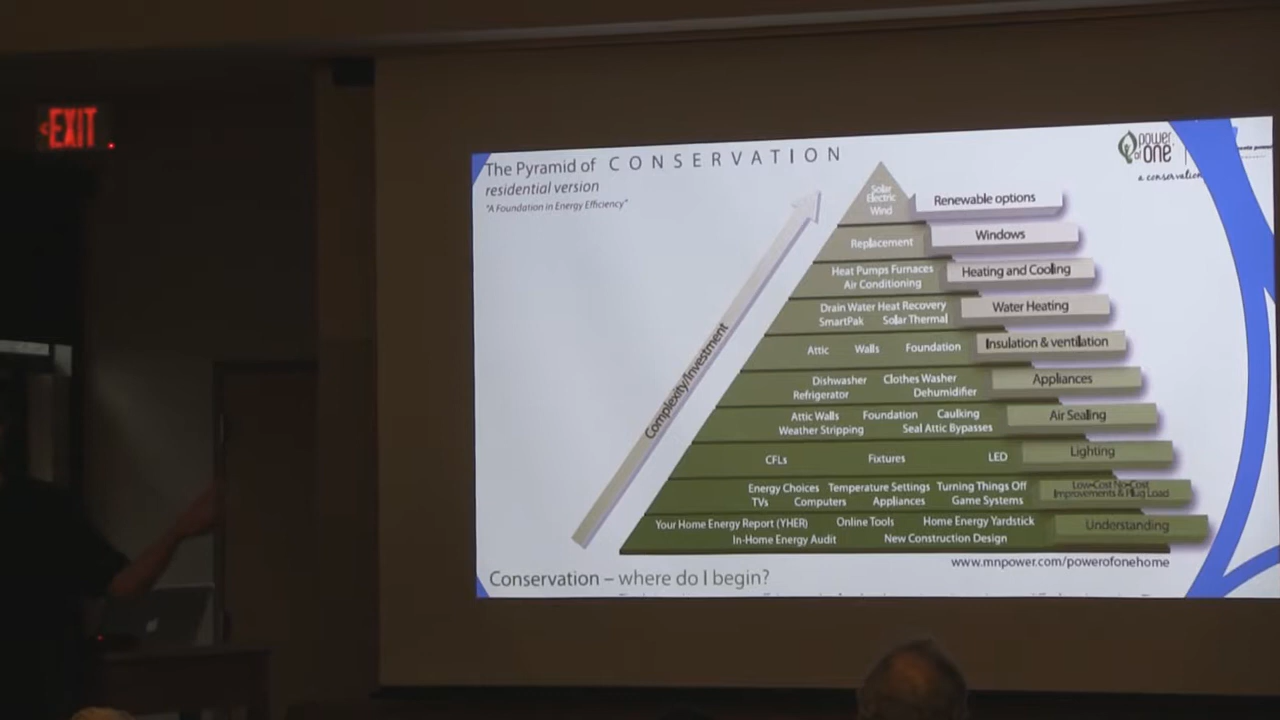 EXIT
The Pyramid of CONSERVATION
residential version
"A Foundation in Energy Efficiency"
power
of ONE
a conservation
Complexity/Investment
Solar
Electric
Wind
Renewable options
Replacement
Windows
Heat Pumps Furnaces
Air Conditioning
Heating and Cooling
Drain Water Heat Recovery
SmartPak Solar Thermal
Water Heating
Attic Walls Foundation
Insulation & ventilation
Dishwasher Clothes Washer
Refrigerator Dehumidifier
Appliances
Attic Walls Foundation Caulking
Weather Stripping Seal Attic Bypasses
Air Sealing
CFLs Fixtures LED
Lighting
Energy Choices Temperature Settings Turning Things Off
TVs Computers Appliances Game Systems
Low-Cost No-Cost
Improvements & Plug Load
Your Home Energy Report (YHER) Online Tools Home Energy Yardstick
In-Home Energy Audit New Construction Design
Understanding
www.mnpower.com/powerofonehome
Conservation – where do I begin?